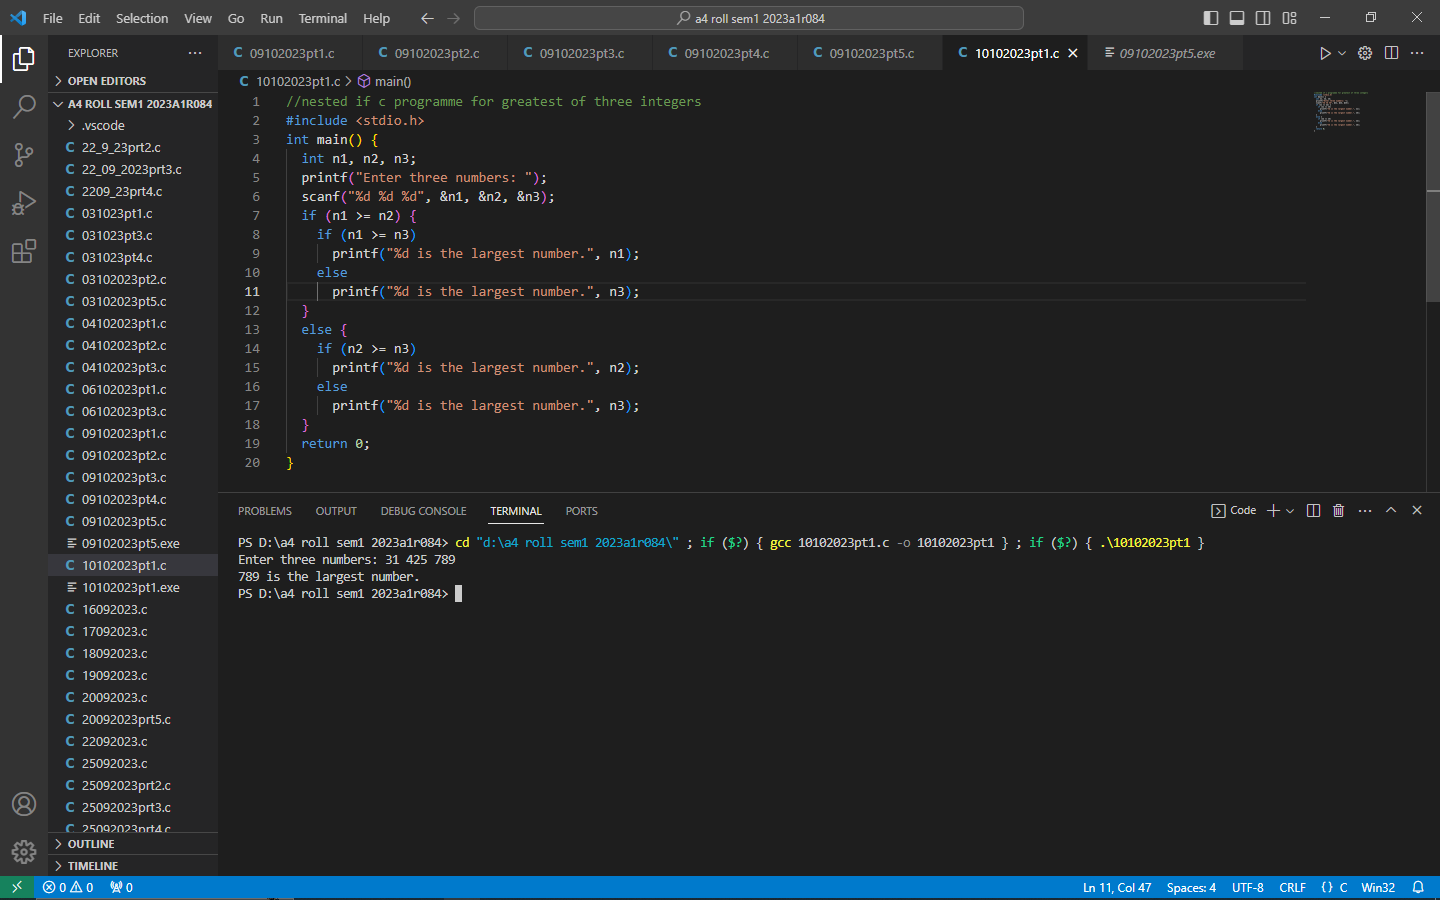 File Edit Selection View Go Run Terminal Help a4 roll sem1 2023a1r084
EXPLORER
OPEN EDITORS
A4 ROLL SEM1 2023A1R084
.vscode
22_9_23prt2.c
22_09_2023prt3.c
2209_23prt4.c
031023pt1.c
031023pt3.c
031023pt4.c
03102023pt2.c
03102023pt5.c
04102023pt1.c
04102023pt2.c
04102023pt3.c
06102023pt1.c
06102023pt3.c
09102023pt1.c
09102023pt2.c
09102023pt3.c
09102023pt4.c
09102023pt5.c
09102023pt5.exe
10102023pt1.c
10102023pt1.exe
16092023.c
17092023.c
18092023.c
19092023.c
20092023.c
20092023prt5.c
22092023.c
25092023.c
25092023prt2.c
25092023prt3.c
25092023prt4.c
OUTLINE
TIMELINE
09102023pt1.c 09102023pt2.c 09102023pt3.c 09102023pt4.c 09102023pt5.c 10102023pt1.c 09102023pt5.exe
10102023pt1.c > main()
1 //nested if c programme for greatest of three integers
2 #include <stdio.h>
3 int main() {
4 int n1, n2, n3;
5 printf("Enter three numbers: ");
6 scanf("%d %d %d", &n1, &n2, &n3);
7 if (n1 >= n2) {
8 if (n1 >= n3)
9 printf("%d is the largest number.", n1);
10 else
11 printf("%d is the largest number.", n3);
12 }
13 else {
14 if (n2 >= n3)
15 printf("%d is the largest number.", n2);
16 else
17 printf("%d is the largest number.", n3);
18 }
19 return 0;
20 }
PROBLEMS OUTPUT DEBUG CONSOLE TERMINAL PORTS Code
PS D:\a4 roll sem1 2023a1r084> cd "d:\a4 roll sem1 2023a1r084\" ; if ($?) { gcc 10102023pt1.c -o 10102023pt1 } ; if ($?) { .\10102023pt1 }
Enter three numbers: 31 425 789
789 is the largest number.
PS D:\a4 roll sem1 2023a1r084>
0 0 0 Ln 11, Col 47 Spaces: 4 UTF-8 CRLF {} C Win32